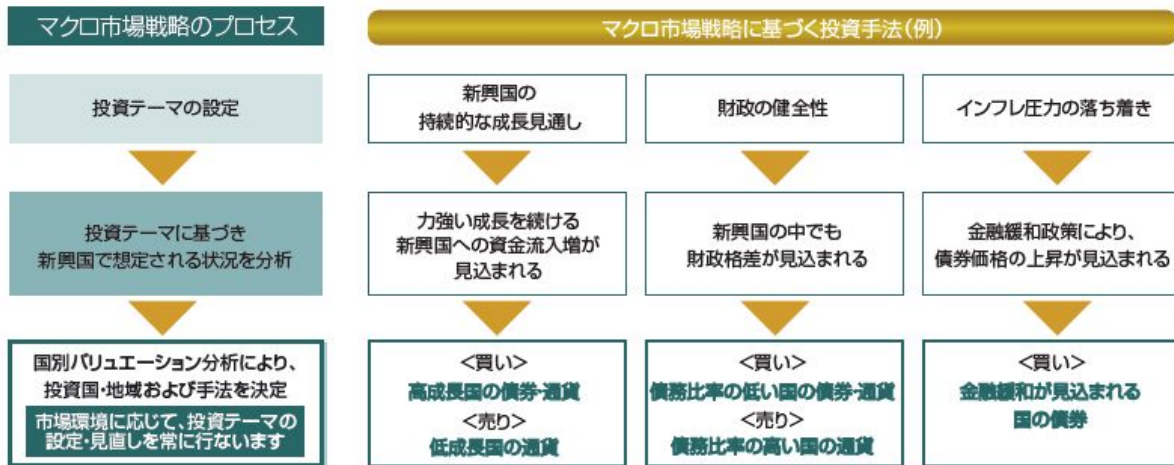 マクロ市場戦略のプロセス
投資テーマの設定
投資テーマに基づき
新興国で想定される状況を分析
国別バリュエーション分析により、
投資国・地域および手法を決定
市場環境に応じて、投資テーマの
設定・見直しを常に行ないます
マクロ市場戦略に基づく投資手法(例)
新興国の
持続的な成長見通し
力強い成長を続ける
新興国への資金流入増が
見込まれる
<買い>
高成長国の債券・通貨
<売り>
低成長国の通貨
財政の健全性
新興国の中でも
財政格差が見込まれる
<買い>
債務比率の低い国の債券・通貨
<売り>
債務比率の高い国の通貨
インフレ圧力の落ち着き
金融緩和政策により、
債券価格の上昇が見込まれる
<買い>
金融緩和が見込まれる
国の債券